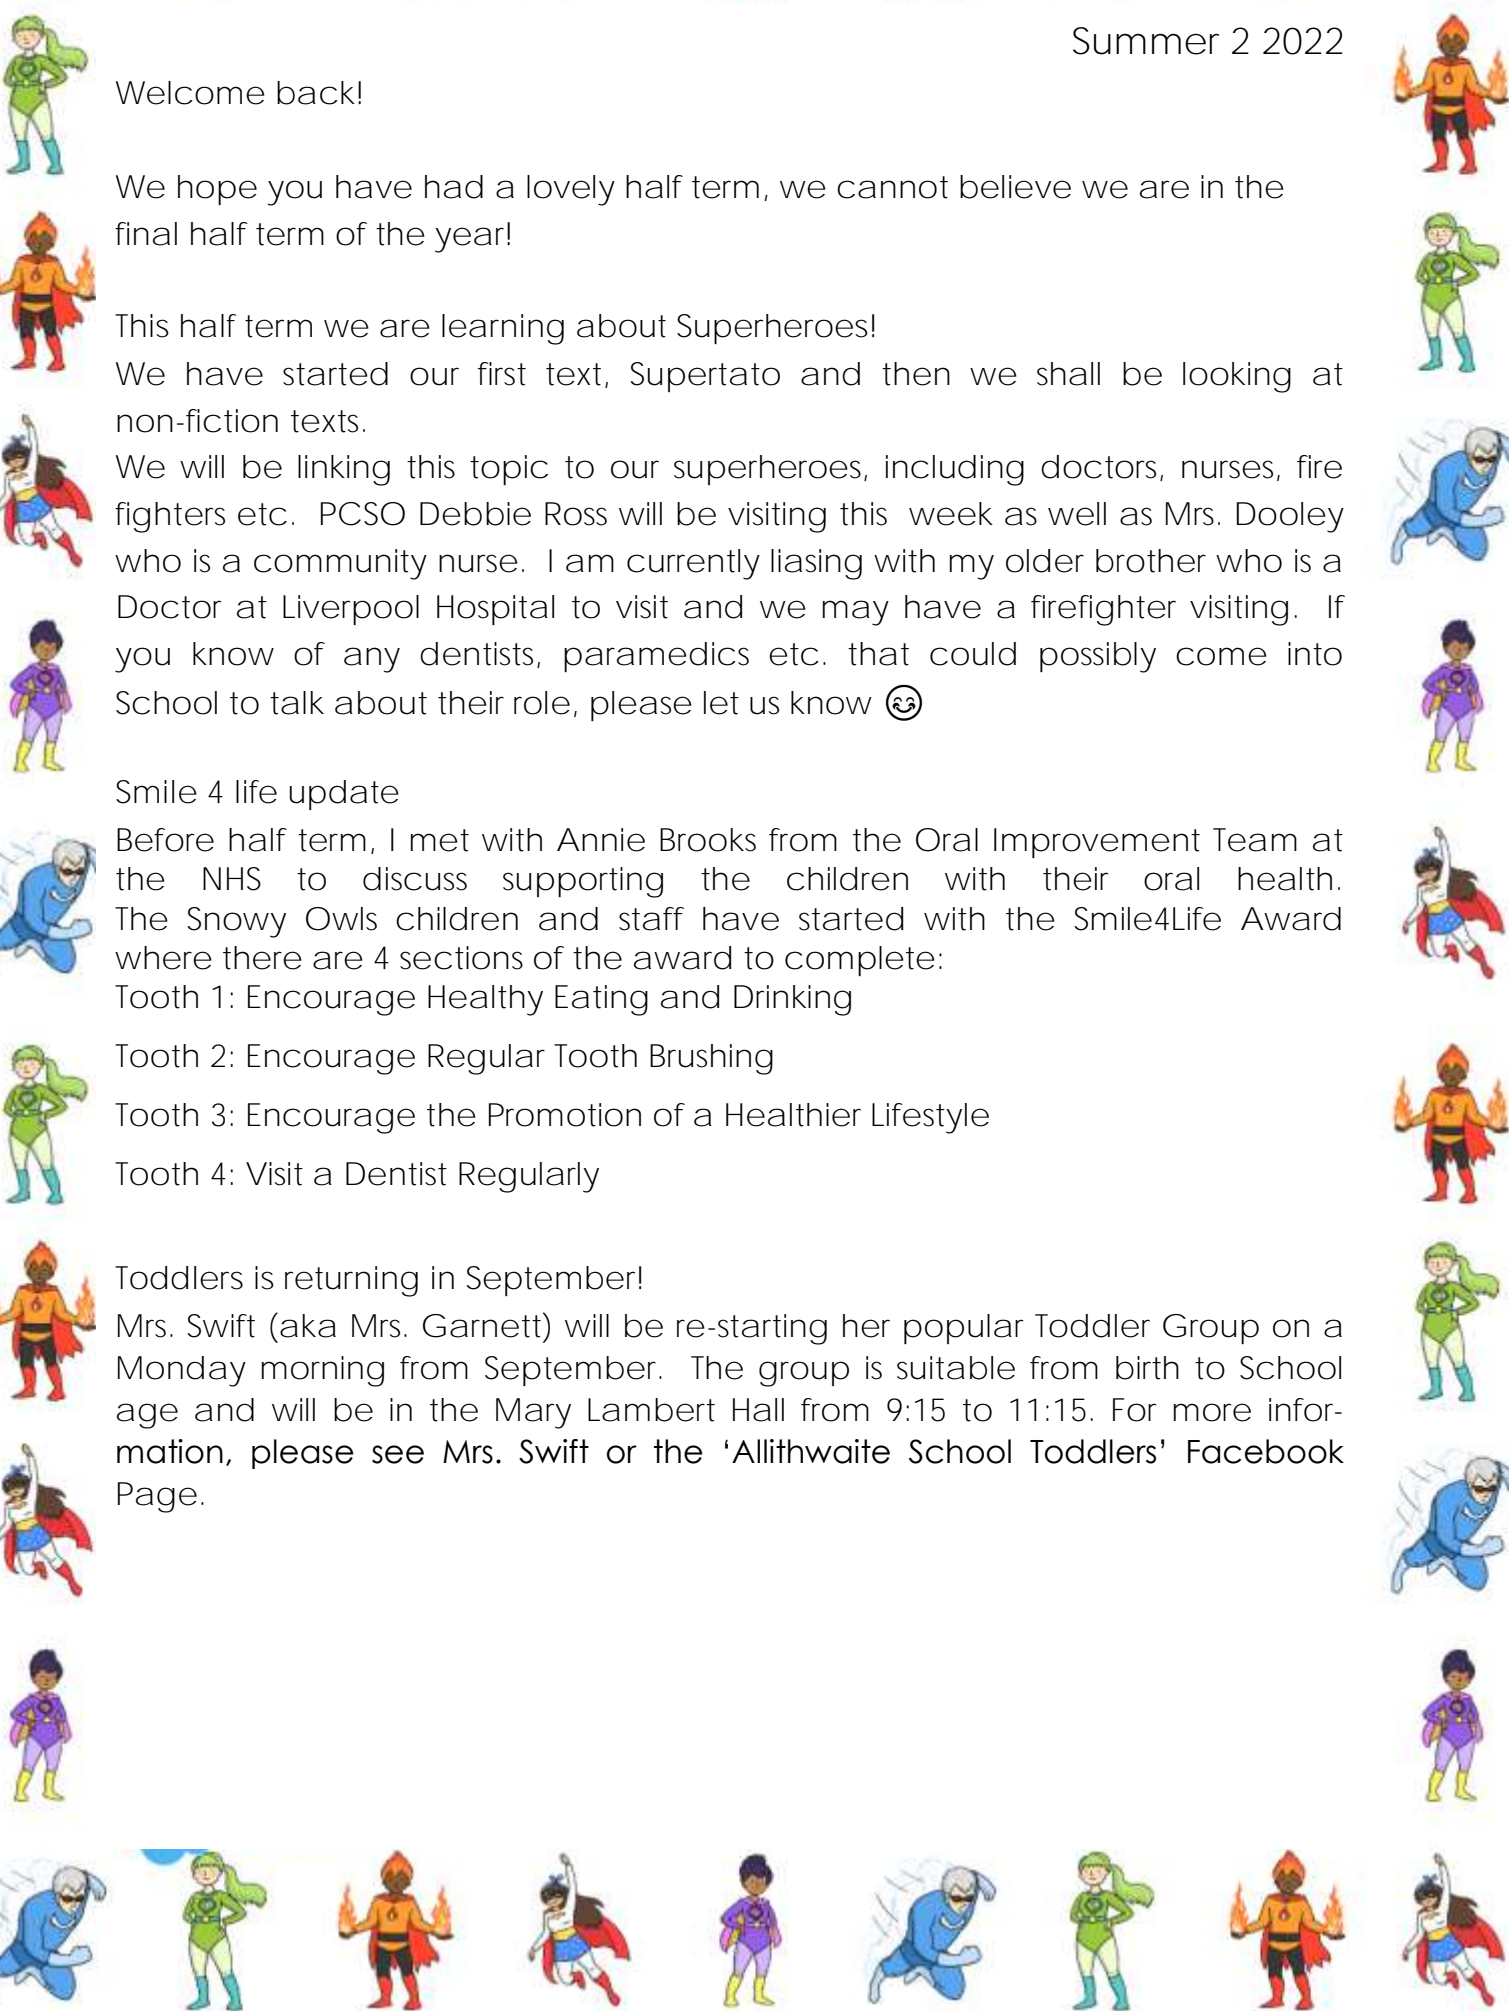 Summer 2 2022
Welcome back!
We hope you have had a lovely half term, we cannot believe we are in the
final half term of the year!
This half term we are learning about Superheroes!
We have started our first text, Supertato and then we shall be looking at
non-fiction texts.
We will be linking this topic to our superheroes, including doctors, nurses, fire
fighters etc. PCSO Debbie Ross will be visiting this week as well as Mrs. Dooley
who is a community nurse. I am currently liasing with my older brother who is a
Doctor at Liverpool Hospital to visit and we may have a firefighter visiting. If
you know of any dentists, paramedics etc. that could possibly come into
School to talk about their role, please let us know 😊
Smile 4 life update
Before half term, I met with Annie Brooks from the Oral Improvement Team at
the NHS to discuss supporting the children with their oral health.
The Snowy Owls children and staff have started with the Smile4Life Award
where there are 4 sections of the award to complete:
Tooth 1: Encourage Healthy Eating and Drinking
Tooth 2: Encourage Regular Tooth Brushing
Tooth 3: Encourage the Promotion of a Healthier Lifestyle
Tooth 4: Visit a Dentist Regularly
Toddlers is returning in September!
Mrs. Swift (aka Mrs. Garnett) will be re-starting her popular Toddler Group on a
Monday morning from September. The group is suitable from birth to School
age and will be in the Mary Lambert Hall from 9:15 to 11:15. For more infor-
mation, please see Mrs. Swift or the ‘Allithwaite School Toddlers’ Facebook
Page.